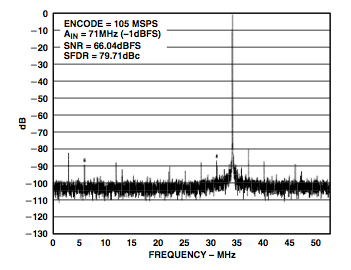 ENCODE = 105 MSPS
AIN = 71MHz (–1dBFS)
SNR = 66.04dBFS
SFDR = 79.71dBc
dB
0
–10
–20
–30
–40
–50
–60
–70
–80
–90
–100
–110
–120
–130
0 5 10 15 20 25 30 35 40 45 50
FREQUENCY – MHz